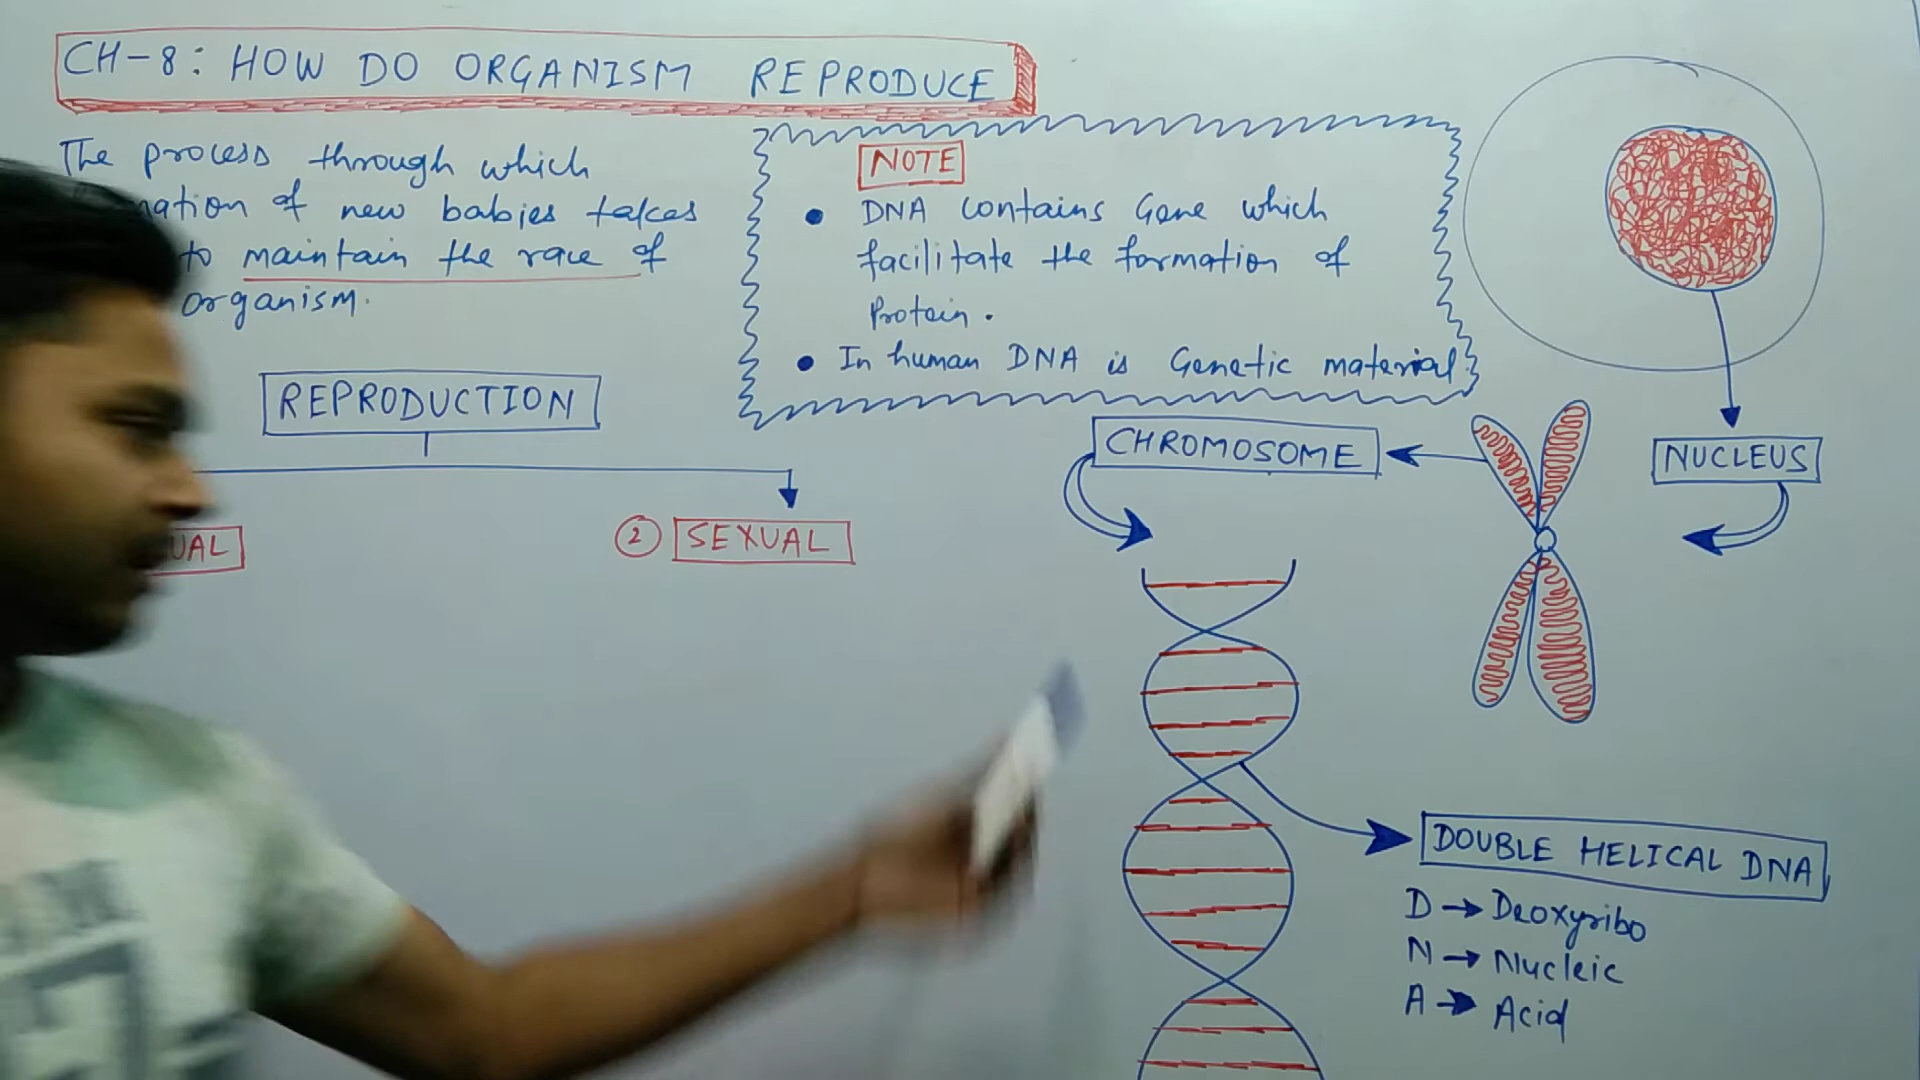 CH-8: HOW DO ORGANISM REPRODUCE
The process through which
mation of new babies takes
to maintain the race of
organism.
NOTE
• DNA contains Gene which
facilitate the formation of
Protein.
• In human DNA is Genetic material.
REPRODUCTION
UAL
2 SEXUAL
CHROMOSOME
NUCLEUS
DOUBLE HELICAL DNA
D → Deoxyribo
N → Nucleic
A → Acid